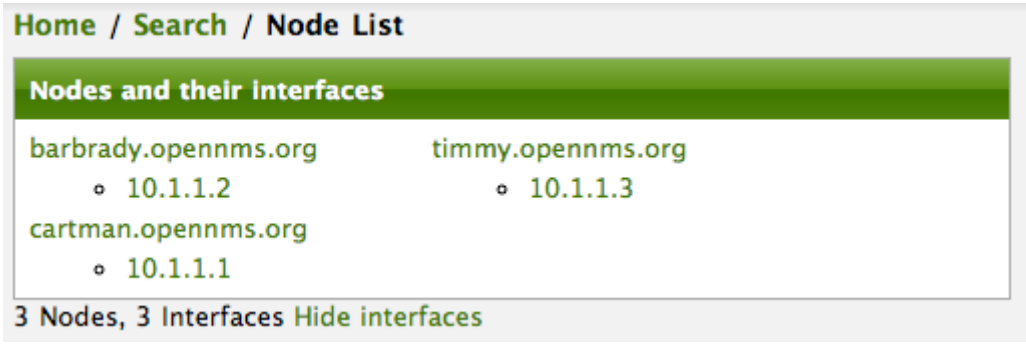 Home / Search / Node List
Nodes and their interfaces
barbrady.opennms.org
10.1.1.2
cartman.opennms.org
10.1.1.1
timmy.opennms.org
10.1.1.3
3 Nodes, 3 Interfaces Hide interfaces